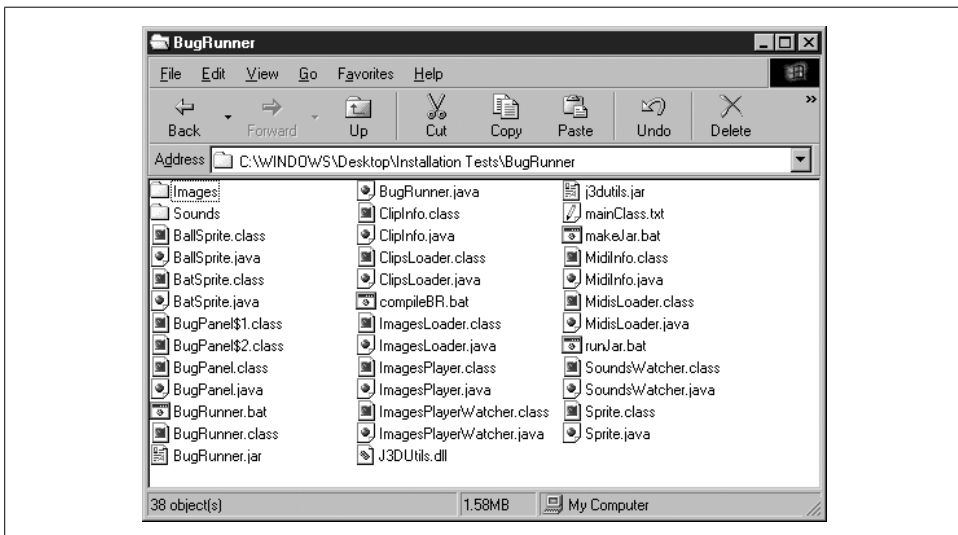 BugRunner
File Edit View Go Favorites Help
Back Forward Up Cut Copy Paste Undo Delete »
Address C:\WINDOWS\Desktop\Installation Tests\BugRunner
Images
Sounds
BallSprite.class
BallSprite.java
BatSprite.class
BatSprite.java
BugPanel$1.class
BugPanel$2.class
BugPanel.class
BugPanel.java
BugRunner.bat
BugRunner.class
BugRunner.jar
BugRunner.java
ClipInfo.class
ClipInfo.java
ClipsLoader.class
ClipsLoader.java
compileBR.bat
ImagesLoader.class
ImagesLoader.java
ImagesPlayer.class
ImagesPlayer.java
ImagesPlayerWatcher.class
ImagesPlayerWatcher.java
J3DUtils.dll
j3dutils.jar
mainClass.txt
makeJar.bat
MidiInfo.class
MidiInfo.java
MidisLoader.class
MidisLoader.java
runJar.bat
SoundsWatcher.class
SoundsWatcher.java
Sprite.class
Sprite.java
38 object(s) 1.58MB My Computer